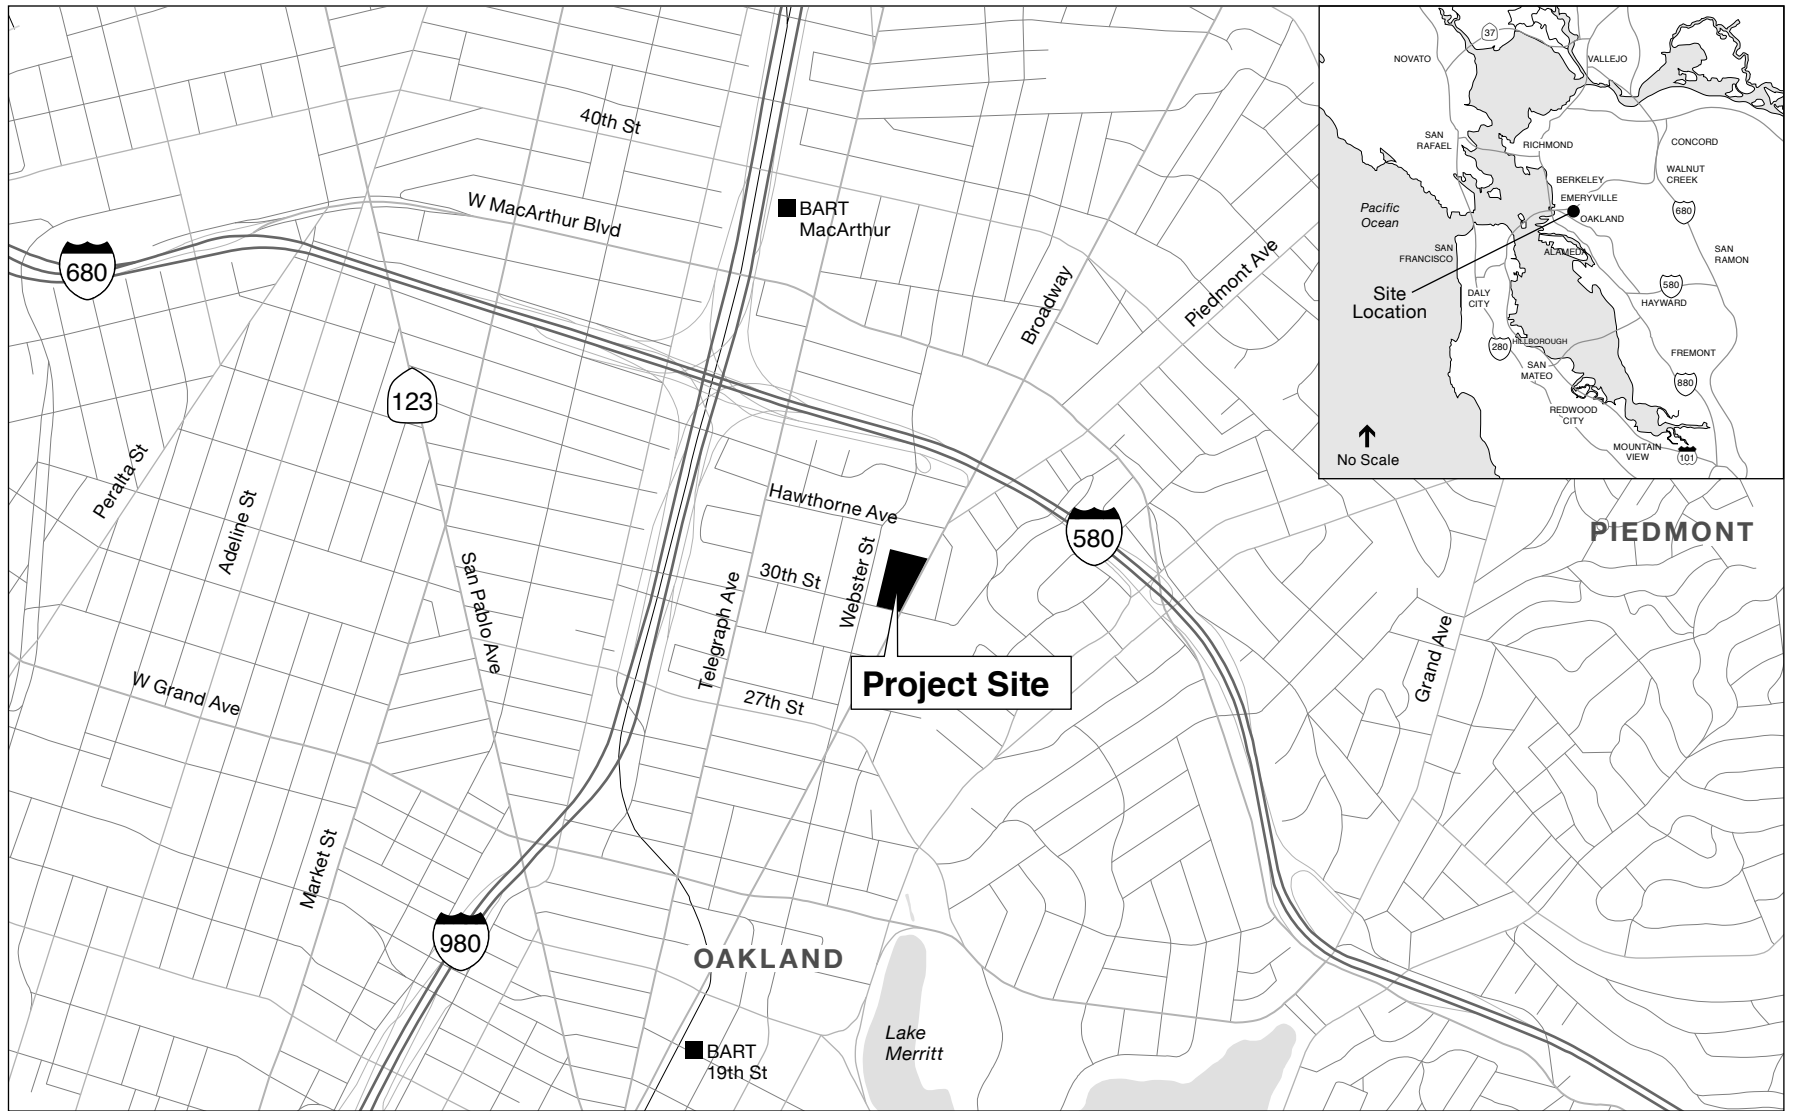 40th St
W MacArthur Blvd
BART
MacArthur
680
123
Broadway
Piedmont Ave
Peralta St
Adeline St
San Pablo Ave
Hawthorne Ave
30th St
Webster St
Telegraph Ave
27th St
580
Project Site
PIEDMONT
Grand Ave
W Grand Ave
Market St
980
OAKLAND
Lake
Merritt
BART
19th St
37
NOVATO
VALLEJO
SAN
RAFAEL
RICHMOND
CONCORD
WALNUT
CREEK
BERKELEY
EMERYVILLE
OAKLAND
680
Pacific
Ocean
SAN
FRANCISCO
ALAMEDA
SAN
RAMON
Site
Location
DALY
CITY
580
HAYWARD
280
HILLBOROUGH
SAN
MATEO
FREMONT
880
REDWOOD
CITY
MOUNTAIN
VIEW
101
No Scale